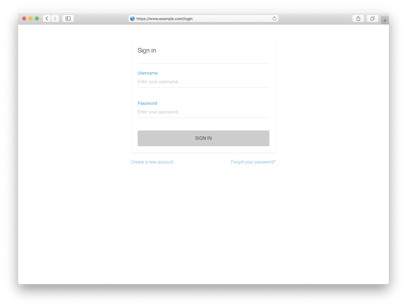 https://www.example.com/login
Sign in
Username
Enter your username.
Password
Enter your password.
SIGN IN
Create a new account
Forgot your password?